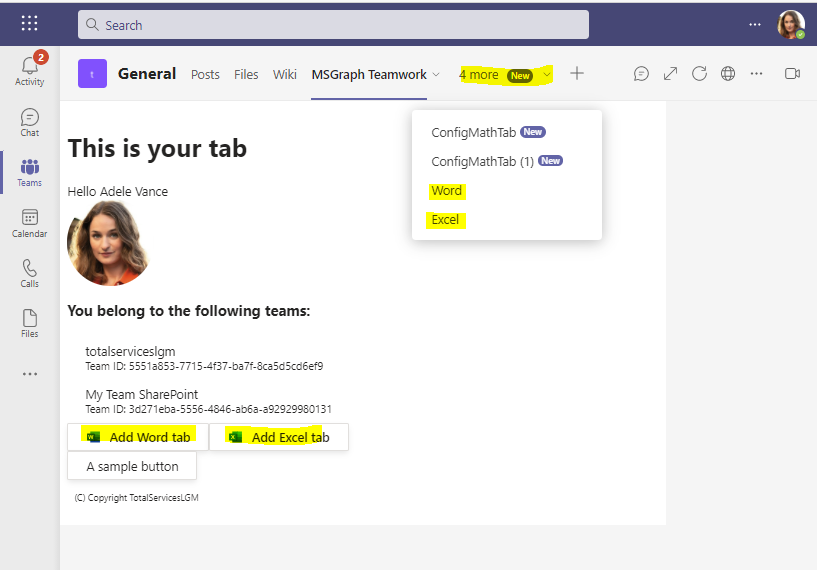 Search
2
Activity
Chat
Teams
Calendar
Calls
Files
t General Posts Files Wiki MSGraph Teamwork 4 more New
ConfigMathTab New
ConfigMathTab (1) New
Word
Excel
This is your tab
Hello Adele Vance
You belong to the following teams:
totalserviceslgm
Team ID: 5551a853-7715-4f37-ba7f-8ca5d5cd6ef9
My Team SharePoint
Team ID: 3d271eba-5556-4846-ab6a-a92929980131
Add Word tab Add Excel tab
A sample button
(C) Copyright TotalServicesLGM